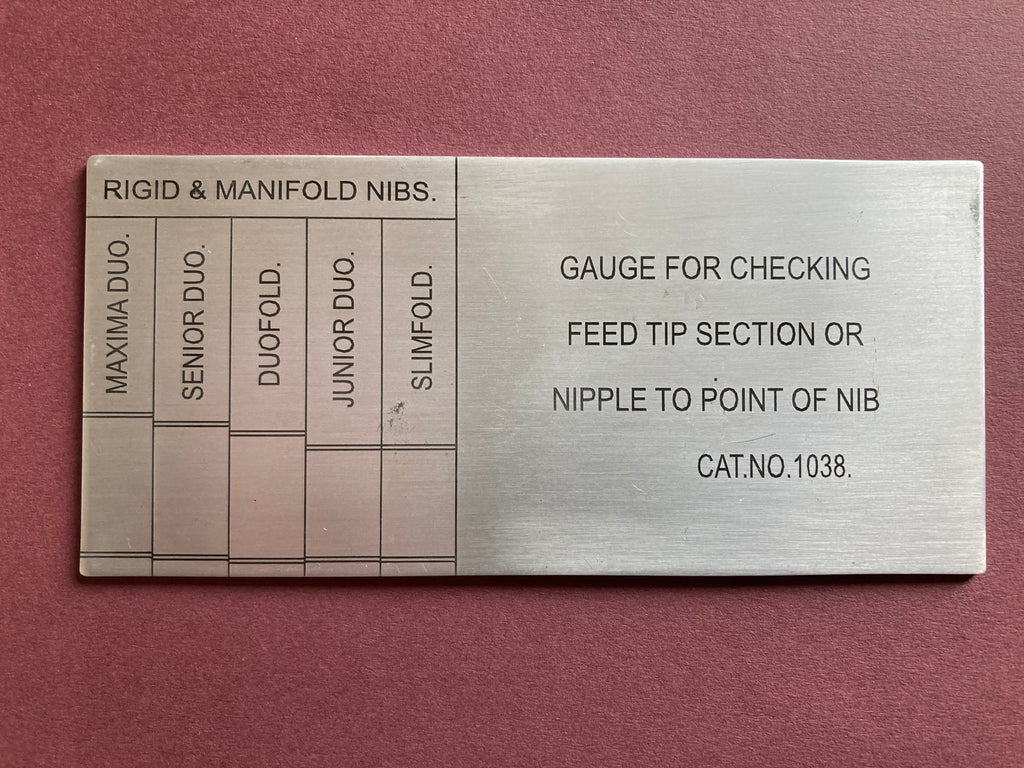 RIGID & MANIFOLD NIBS.
MAXIMA DUO.
SENIOR DUO.
DUOFOLD.
JUNIOR DUO.
SLIMFOLD.
GAUGE FOR CHECKING
FEED TIP SECTION OR
NIPPLE TO POINT OF NIB
CAT.NO.1038.